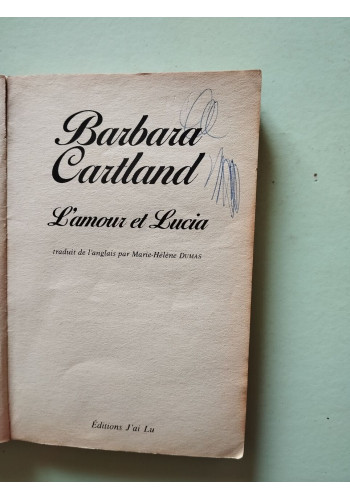 Barbara
Cartland
L'amour et Lucia
traduit de l'anglais par Marie-Hélène DUMAS
Éditions J'ai Lu